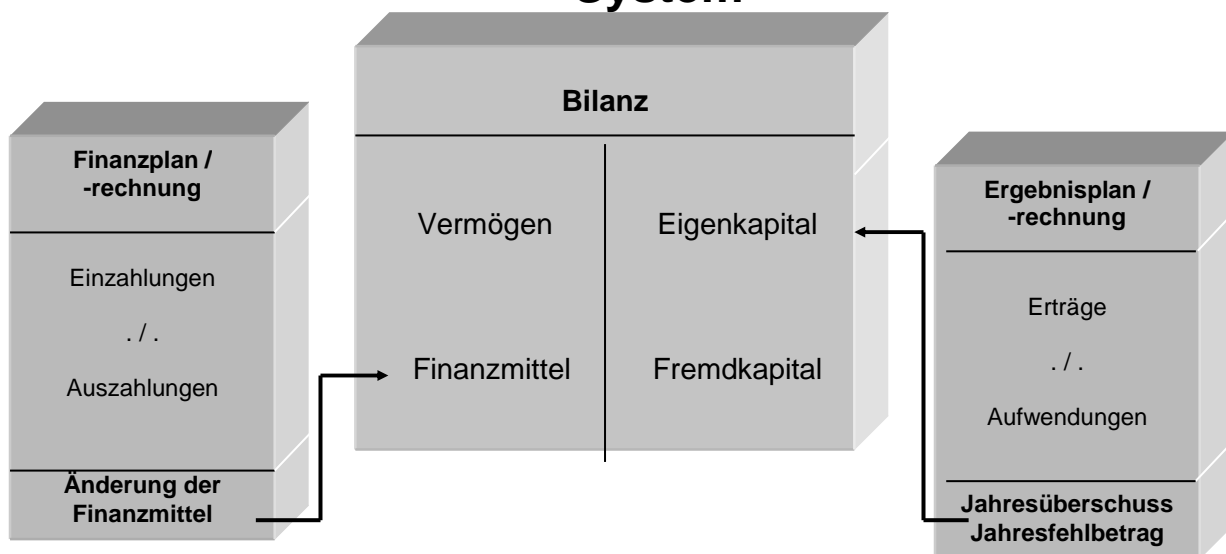 System
Bilanz
Finanzplan /
-rechnung
Einzahlungen
. / .
Auszahlungen
Änderung der
Finanzmittel
Vermögen
Eigenkapital
Finanzmittel
Fremdkapital
Ergebnisplan /
-rechnung
Erträge
. / .
Aufwendungen
Jahresüberschuss
Jahresfehlbetrag